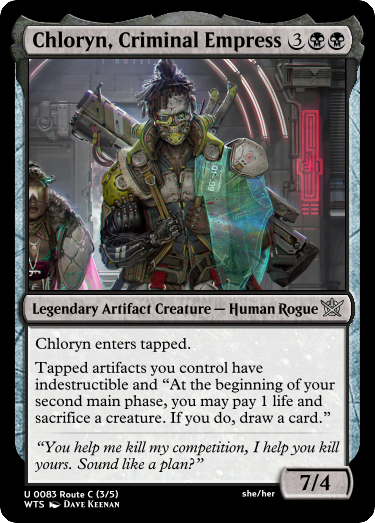 Chloryn, Criminal Empress 3
Legendary Artifact Creature — Human Rogue
Chloryn enters tapped.
Tapped artifacts you control have
indestructible and “At the beginning of your
second main phase, you may pay 1 life and
sacrifice a creature. If you do, draw a card.”
“You help me kill my competition, I help you kill
yours. Sound like a plan?”
7/4
U 0083 Route C (3/5)
she/her
WTS Dave Keenan